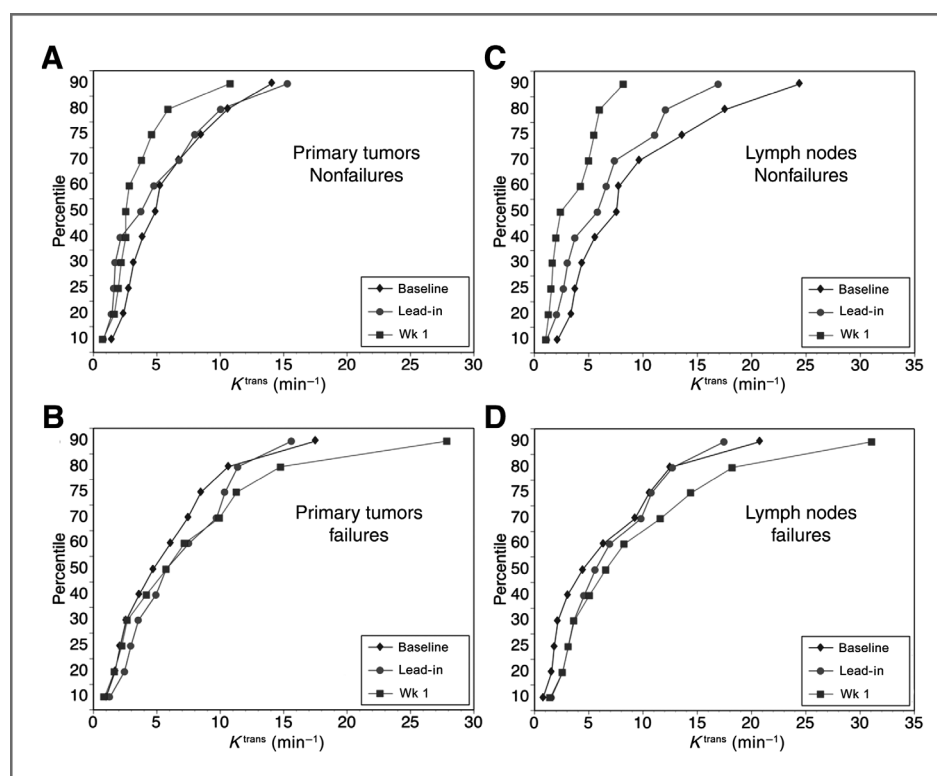 A
90
80
75
70
60
50
40
30
25
20
10
Percentile
Primary tumors
Nonfailures
Baseline
Lead-in
Wk 1
0 5 10 15 20 25 30
Ktrans (min−1)
C
90
80
75
70
60
50
40
30
25
20
10
Percentile
Lymph nodes
Nonfailures
Baseline
Lead-in
Wk 1
0 5 10 15 20 25 30 35
Ktrans (min−1)
B
90
80
75
70
60
50
40
30
25
20
10
Percentile
Primary tumors
failures
Baseline
Lead-in
Wk 1
0 5 10 15 20 25 30
Ktrans (min−1)
D
90
80
75
70
60
50
40
30
25
20
10
Percentile
Lymph nodes
failures
Baseline
Lead-in
Wk 1
0 5 10 15 20 25 30 35
Ktrans (min−1)